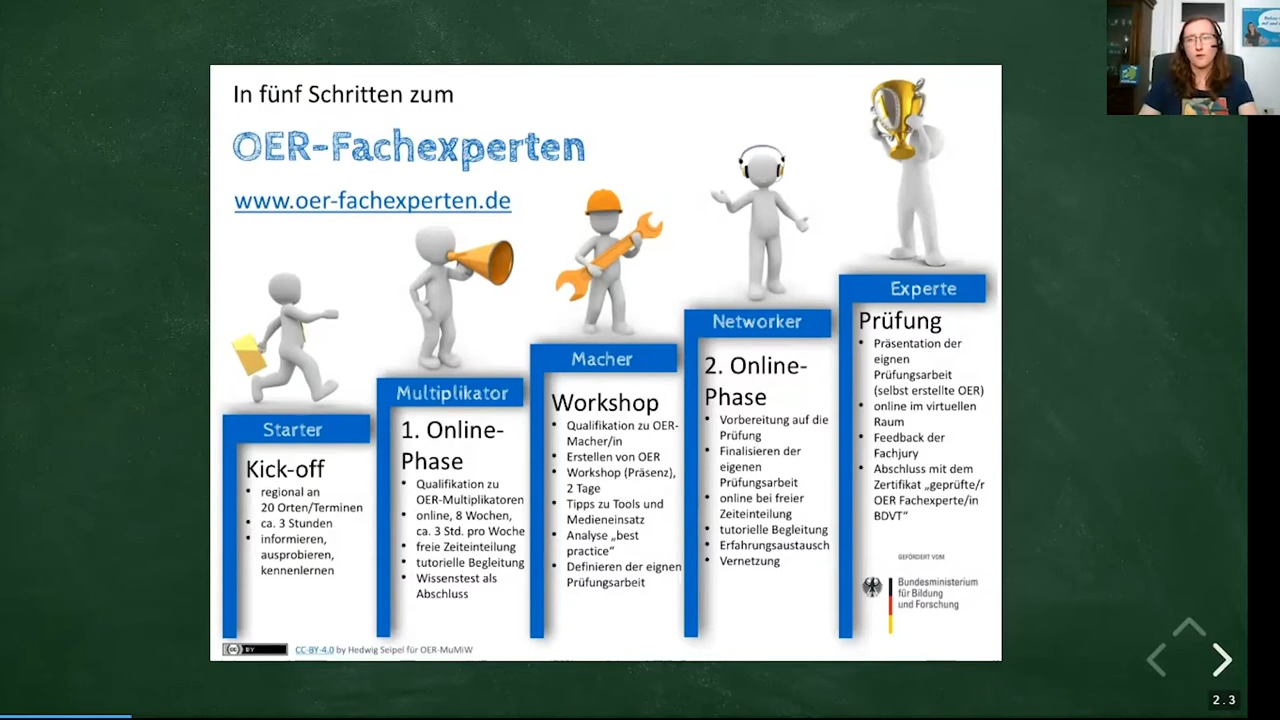 In fünf Schritten zum
OER-Fachexperten
www.oer-fachexperten.de
Starter
Kick-off
• regional an
20 Orten/Terminen
• ca. 3 Stunden
• informieren,
ausprobieren,
kennenlernen
Multiplikator
1. Online-
Phase
• Qualifikation zu
OER-Multiplikatoren
• online, 8 Wochen,
ca. 3 Std. pro Woche
• freie Zeiteinteilung
• tutorielle Begleitung
• Wissenstest als
Abschluss
Macher
Workshop
• Qualifikation zu OER-
Macher/in
• Erstellen von OER
• Workshop (Präsenz),
2 Tage
• Tipps zu Tools und
Medieneinsatz
• Analyse „best
practice“
• Definieren der eignen
Prüfungsarbeit
Networker
2. Online-
Phase
• Vorbereitung auf die
Prüfung
• Finalisieren der
eigenen
Prüfungsarbeit
• online bei freier
Zeiteinteilung
• tutorielle Begleitung
• Erfahrungsaustausch
• Vernetzung
Experte
Prüfung
• Präsentation der
eignen
Prüfungsarbeit
(selbst erstellte OER)
• online im virtuellen
Raum
• Feedback der
Fachjury
• Abschluss mit dem
Zertifikat „geprüfte/r
OER Fachexperte/in
BDVT“
GEFÖRDERT VOM
Bundesministerium
für Bildung
und Forschung
cc BY
CC-BY-4.0 by Hedwig Seipel für OER-MuMiW
2.3